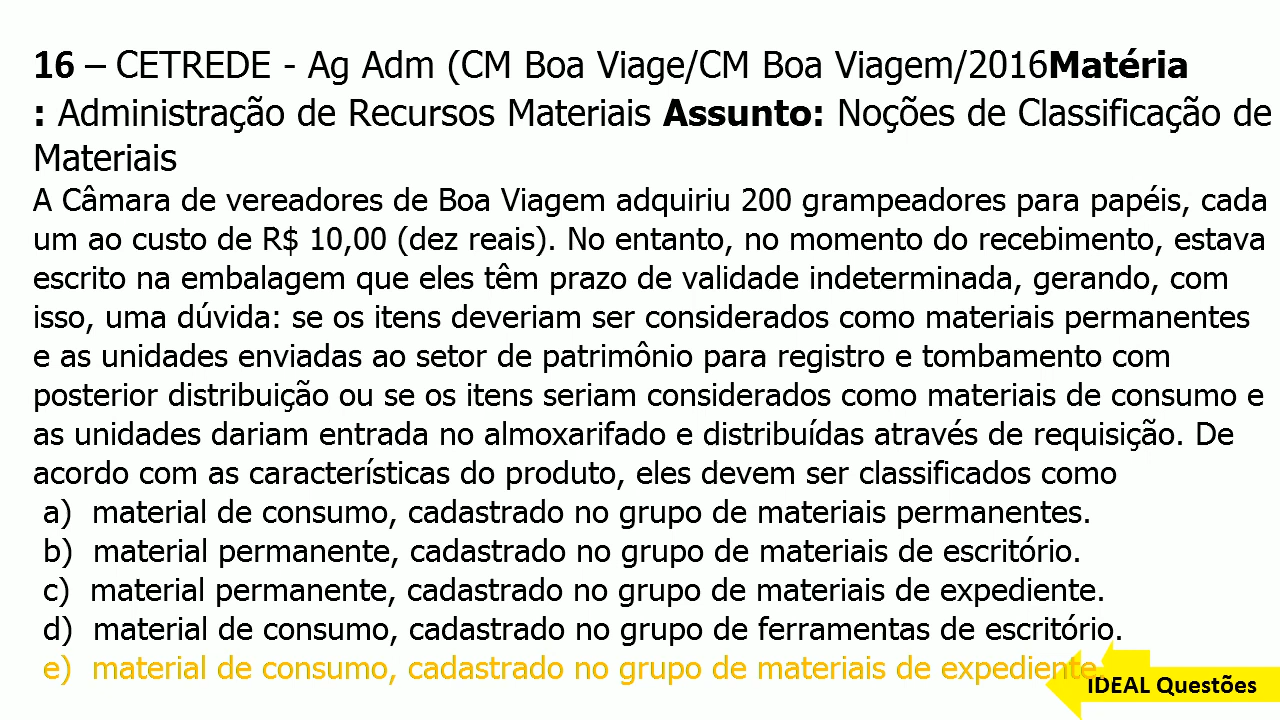 16 – CETREDE - Ag Adm (CM Boa Viage/CM Boa Viagem/2016Matéria
: Administração de Recursos Materiais Assunto: Noções de Classificação de
Materiais
A Câmara de vereadores de Boa Viagem adquiriu 200 grampeadores para papéis, cada
um ao custo de R$ 10,00 (dez reais). No entanto, no momento do recebimento, estava
escrito na embalagem que eles têm prazo de validade indeterminada, gerando, com
isso, uma dúvida: se os itens deveriam ser considerados como materiais permanentes
e as unidades enviadas ao setor de patrimônio para registro e tombamento com
posterior distribuição ou se os itens seriam considerados como materiais de consumo e
as unidades dariam entrada no almoxarifado e distribuídas através de requisição. De
acordo com as características do produto, eles devem ser classificados como
a) material de consumo, cadastrado no grupo de materiais permanentes.
b) material permanente, cadastrado no grupo de materiais de escritório.
c) material permanente, cadastrado no grupo de materiais de expediente.
d) material de consumo, cadastrado no grupo de ferramentas de escritório.
e) material de consumo, cadastrado no grupo de materiais de expediente.
IDEAL Questões